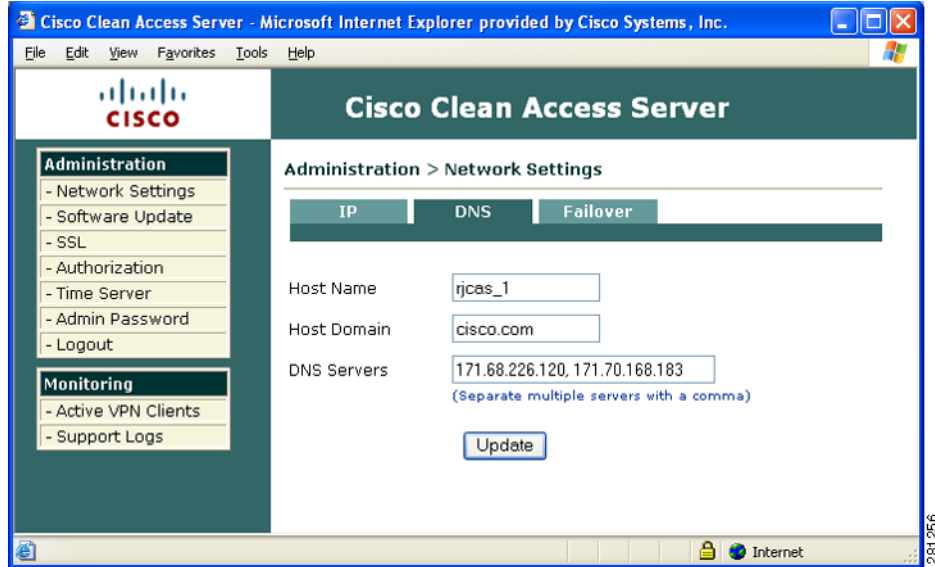 Cisco Clean Access Server - Microsoft Internet Explorer provided by Cisco Systems, Inc.
File Edit View Favorites Tools Help
CISCO
Cisco Clean Access Server
Administration
- Network Settings
- Software Update
- SSL
- Authorization
- Time Server
- Admin Password
- Logout
Monitoring
- Active VPN Clients
- Support Logs
Administration > Network Settings
IP DNS Failover
Host Name rjcas_1
Host Domain cisco.com
DNS Servers 171.68.226.120, 171.70.168.183
(Separate multiple servers with a comma)
Update
Internet
281256